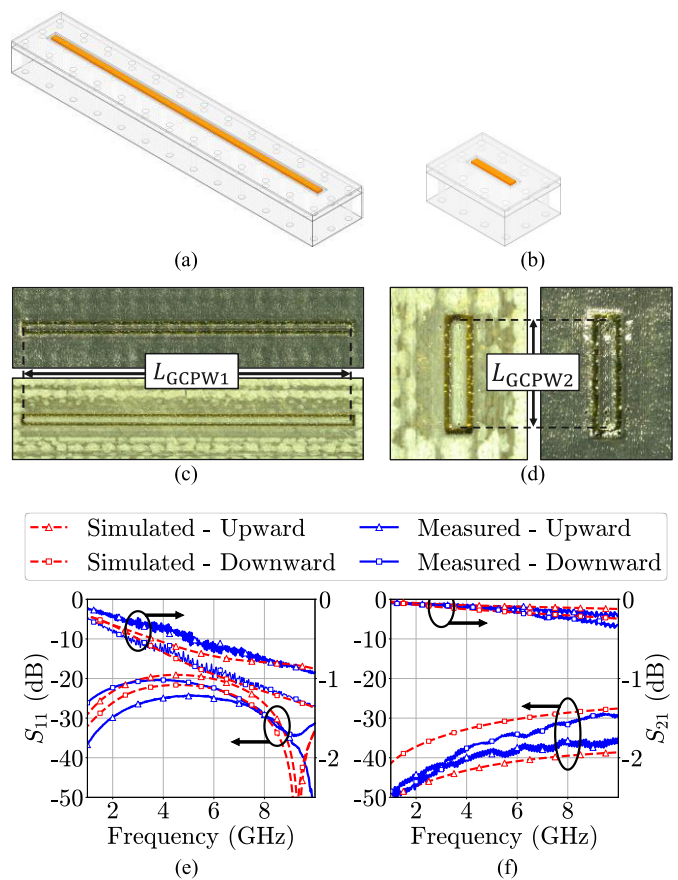 (a)
(b)
L_GCPW1
L_GCPW2
(c)
(d)
Simulated - Upward
Measured - Upward
Simulated - Downward
Measured - Downward
S11 (dB)
0
-10
-20
-30
-40
-50
0
-1
-2
2 4 6 8
Frequency (GHz)
(e)
0
-10
-20
-30
-40
-50
0
-1
-2
S21 (dB)
2 4 6 8
Frequency (GHz)
(f)